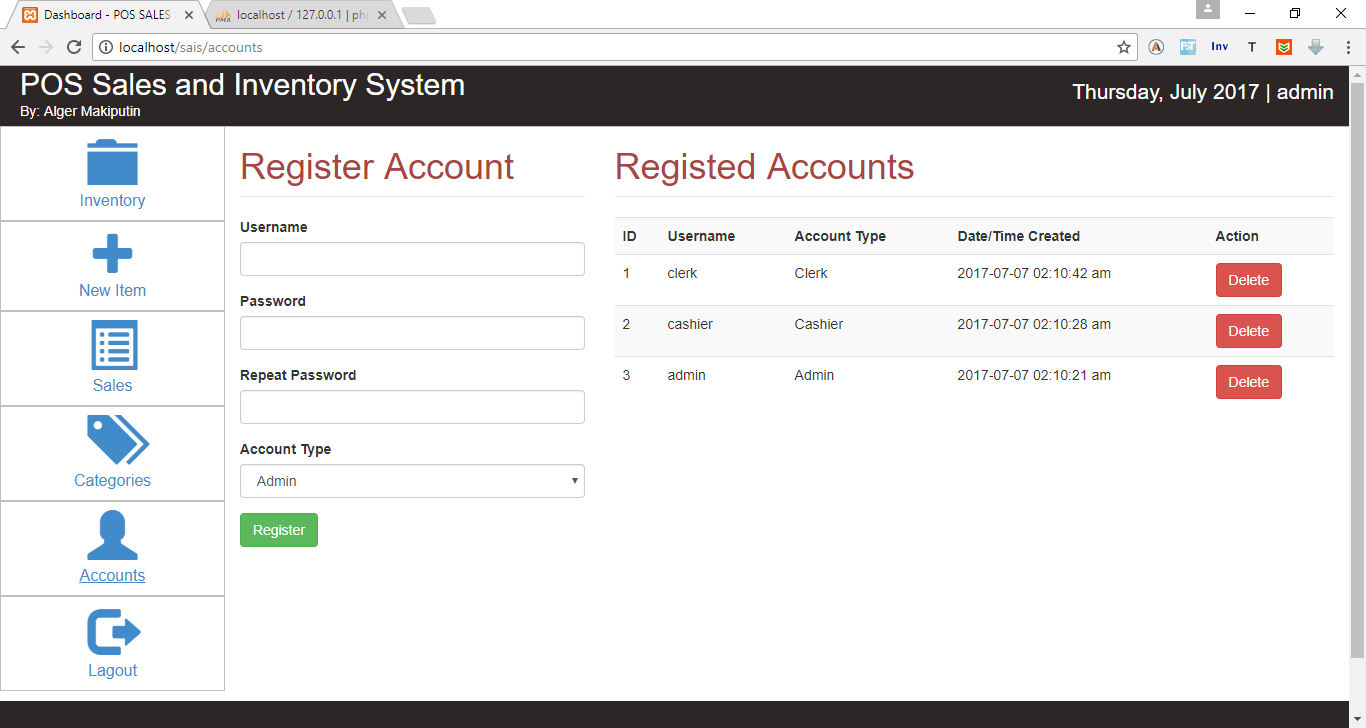 Dashboard - POS SALES
localhost / 127.0.0.1 | ph
localhost/sais/accounts
Inv
T
POS Sales and Inventory System
By: Alger Makiputin
Thursday, July 2017 | admin
Inventory
New Item
Sales
Categories
Accounts
Lagout
Register Account
Username
Password
Repeat Password
Account Type
Admin
Register
Registed Accounts
ID Username Account Type Date/Time Created Action
1 clerk Clerk 2017-07-07 02:10:42 am Delete
2 cashier Cashier 2017-07-07 02:10:28 am Delete
3 admin Admin 2017-07-07 02:10:21 am Delete